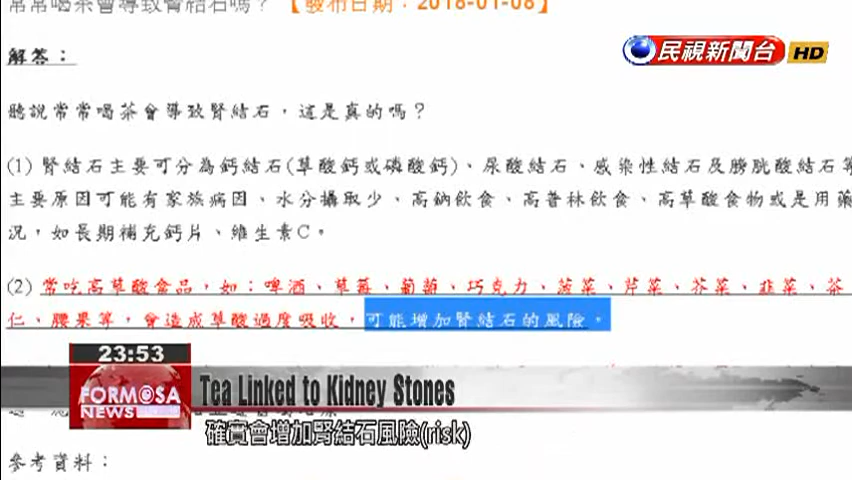 常常喝茶會導致腎結石嗎？ 【發布日期：2018-01-08】
民視新聞台 HD
解答：
聽說常常喝茶會導致腎結石，這是真的嗎？
(1) 腎結石主要可分為鈣結石(草酸鈣或磷酸鈣)、尿酸結石、感染性結石及膀胱酸結石等
主要原因可能有家族病因、水分攝取少、高鈉飲食、高普林飲食、高草酸食物或是用藥
況，如長期補充鈣片、維生素C。
(2) 常吃高草酸食品，如：啤酒、草莓、葡萄、巧克力、菠菜、芹菜、芥菜、韭菜、茶
仁、腰果等，會造成草酸過度吸收，可能增加腎結石的風險。
23:53
FORMOSA
NEWS
Tea Linked to Kidney Stones
確實會增加腎結石風險(risk)
參考資料：